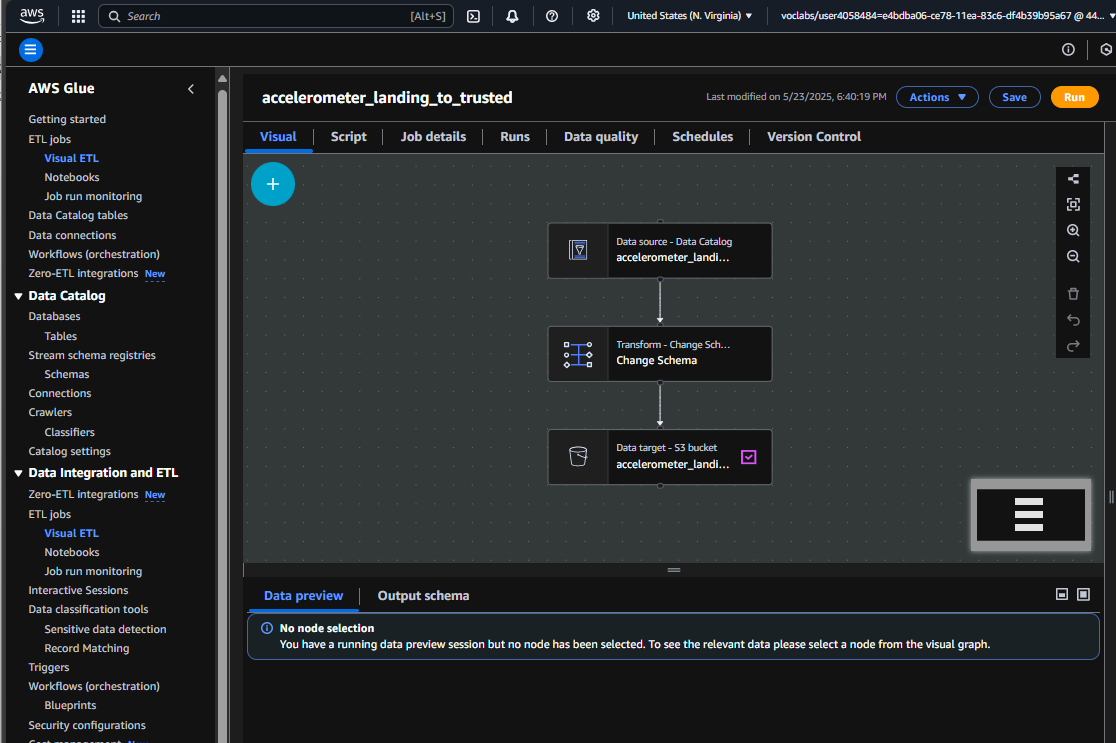 aws
Search [Alt+S]
United States (N. Virginia)
voclabs/user4058484=e4bdba06-ce78-11ea-83c6-df4b39b95a67 @ 44...
AWS Glue
Getting started
ETL jobs
Visual ETL
Notebooks
Job run monitoring
Data Catalog tables
Data connections
Workflows (orchestration)
Zero-ETL integrations New
Data Catalog
Databases
Tables
Stream schema registries
Schemas
Connections
Crawlers
Classifiers
Catalog settings
Data Integration and ETL
Zero-ETL integrations New
ETL jobs
Visual ETL
Notebooks
Job run monitoring
Interactive Sessions
Data classification tools
Sensitive data detection
Record Matching
Triggers
Workflows (orchestration)
Blueprints
Security configurations
accelerometer_landing_to_trusted
Last modified on 5/23/2025, 6:40:19 PM
Actions
Save
Run
Visual
Script
Job details
Runs
Data quality
Schedules
Version Control
Data source - Data Catalog
accelerometer_landi...
Transform - Change Sch...
Change Schema
Data target - S3 bucket
accelerometer_landi...
Data preview
Output schema
No node selection
You have a running data preview session but no node has been selected. To see the relevant data please select a node from the visual graph.